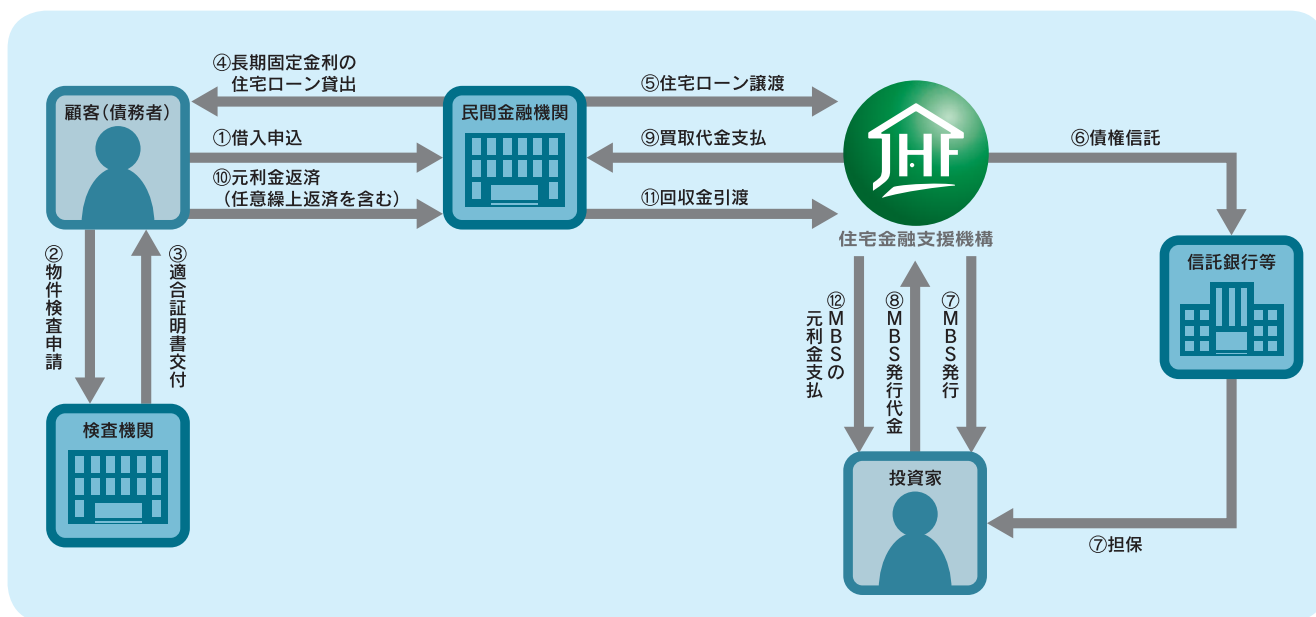 ④長期固定金利の
住宅ローン貸出
⑤住宅ローン譲渡
顧客（債務者）
民間金融機関
JHF
①借入申込
⑨買取代金支払
⑥債権信託
⑩元利金返済
（任意繰上返済を含む）
⑪回収金引渡
住宅金融支援機構
②物件検査申請
③適合証明書交付
信託銀行等
⑫MBSの
元利金支払
⑧MBS発行代金
⑦MBS発行
検査機関
投資家
⑦担保